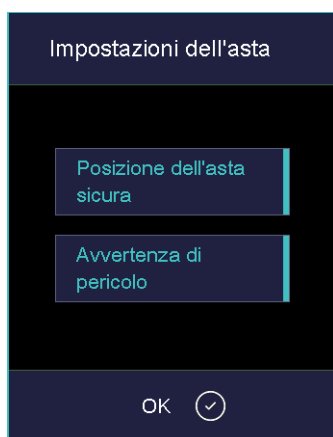 Impostazioni dell'asta
Posizione dell'asta
sicura
Avvertenza di
pericolo
OK